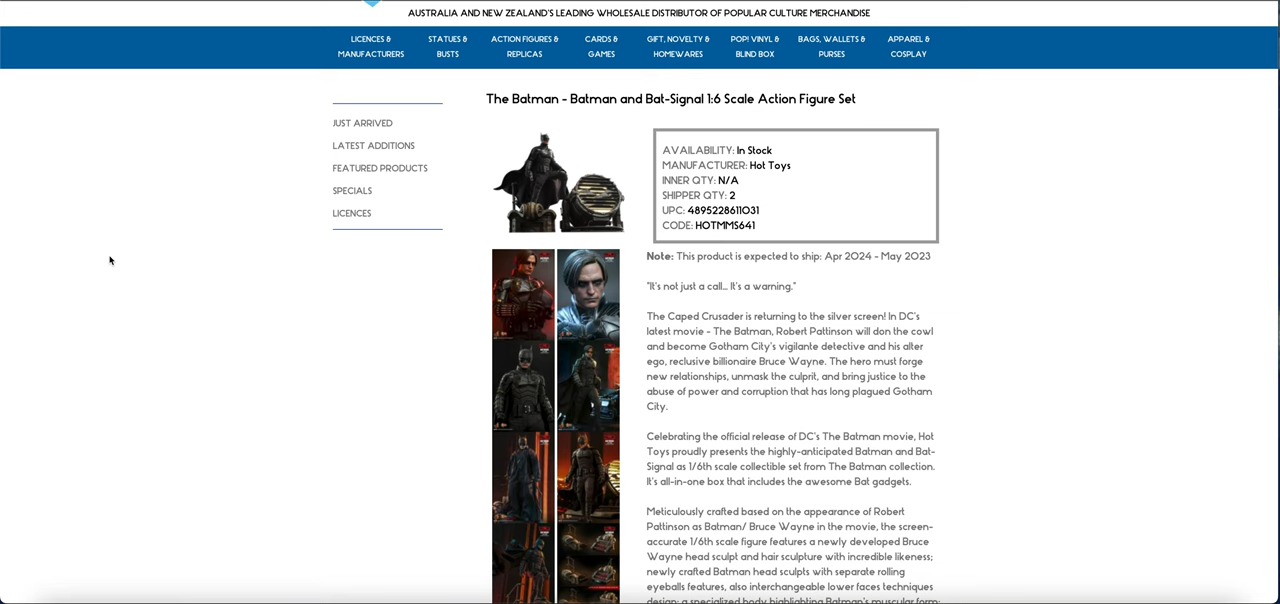 AUSTRALIA AND NEW ZEALAND'S LEADING WHOLESALE DISTRIBUTOR OF POPULAR CULTURE MERCHANDISE
LICENCES & MANUFACTURERS
STATUES & BUSTS
ACTION FIGURES & REPLICAS
CARDS & GAMES
GIFT, NOVELTY & HOMEWARES
POP! VINYL & BLIND BOX
BAGS, WALLETS & PURSES
APPAREL & COSPLAY
JUST ARRIVED
LATEST ADDITIONS
FEATURED PRODUCTS
SPECIALS
LICENCES
The Batman - Batman and Bat-Signal 1:6 Scale Action Figure Set
AVAILABILITY: In Stock
MANUFACTURER: Hot Toys
INNER QTY: N/A
SHIPPER QTY: 2
UPC: 4895228611031
CODE: HOTMMS641
Note: This product is expected to ship: Apr 2024 - May 2023
"It's not just a call... It's a warning."
The Caped Crusader is returning to the silver screen! In DC's
latest movie - The Batman, Robert Pattinson will don the cowl
and become Gotham City's vigilante detective and his alter
ego, reclusive billionaire Bruce Wayne. The hero must forge
new relationships, unmask the culprit, and bring justice to the
abuse of power and corruption that has long plagued Gotham
City.
Celebrating the official release of DC's The Batman movie, Hot
Toys proudly presents the highly-anticipated Batman and Bat-
Signal as 1/6th scale collectible set from The Batman collection.
It's all-in-one box that includes the awesome Bat gadgets.
Meticulously crafted based on the appearance of Robert
Pattinson as Batman/ Bruce Wayne in the movie, the screen-
accurate 1/6th scale figure features a newly developed Bruce
Wayne head sculpt and hair sculpture with incredible likeness;
newly crafted Batman head sculpts with separate rolling
eyeballs features, also interchangeable lower faces techniques
design; a specialized body highlighting Batman's muscular form;